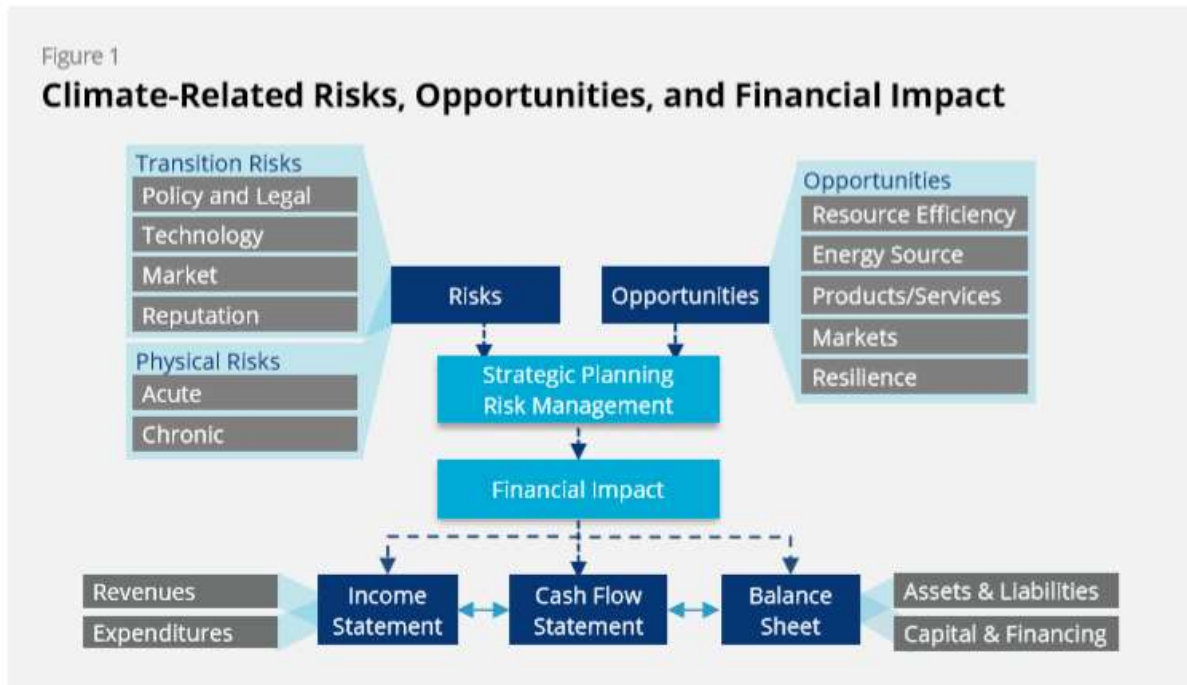 Figure 1
Climate-Related Risks, Opportunities, and Financial Impact
Transition Risks
Policy and Legal
Technology
Market
Reputation
Physical Risks
Acute
Chronic
Risks
Opportunities
Opportunities
Resource Efficiency
Energy Source
Products/Services
Markets
Resilience
Strategic Planning
Risk Management
Financial Impact
Revenues
Expenditures
Income
Statement
Cash Flow
Statement
Balance
Sheet
Assets & Liabilities
Capital & Financing